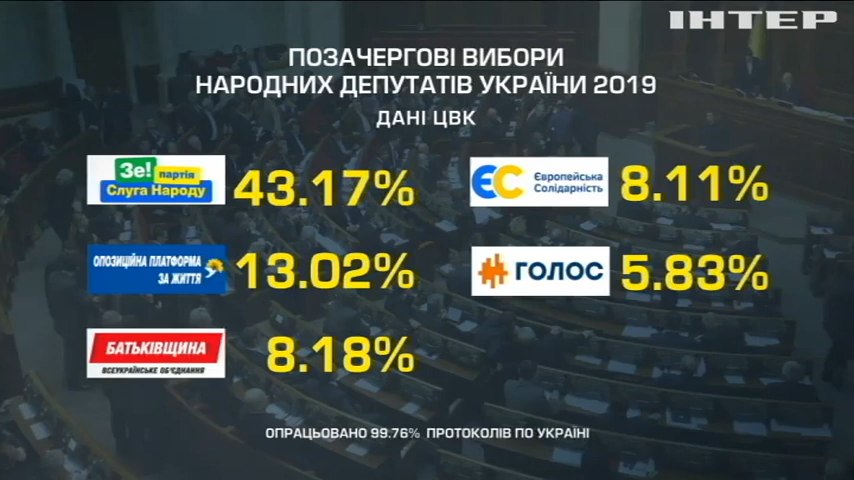 ІНТЕР
ПОЗАЧЕРГОВІ ВИБОРИ
НАРОДНИХ ДЕПУТАТІВ УКРАЇНИ 2019
ДАНІ ЦВК
Зе! партія
Слуга Народу
43.17%
ЄС Європейська
Солідарність
8.11%
ОПОЗИЦІЙНА ПЛАТФОРМА
ЗА ЖИТТЯ
13.02%
ГОЛОС
5.83%
БАТЬКІВЩИНА
ВСЕУКРАЇНСЬКЕ ОБ'ЄДНАННЯ
8.18%
ОПРАЦЬОВАНО 99.76% ПРОТОКОЛІВ ПО УКРАЇНІ